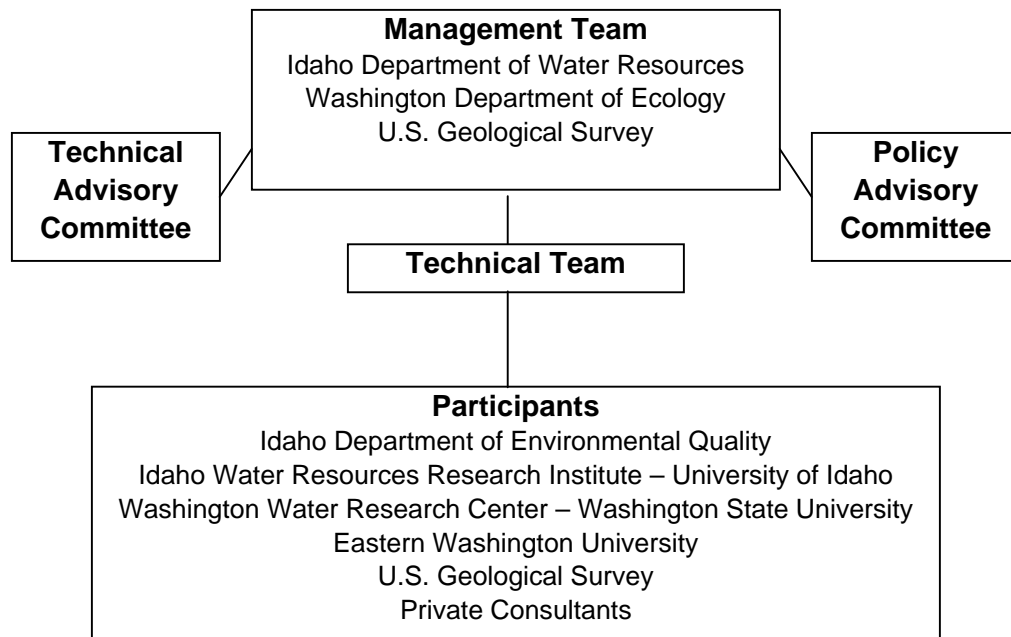 Management Team
Idaho Department of Water Resources
Washington Department of Ecology
U.S. Geological Survey
Technical
Advisory
Committee
Policy
Advisory
Committee
Technical Team
Participants
Idaho Department of Environmental Quality
Idaho Water Resources Research Institute – University of Idaho
Washington Water Research Center – Washington State University
Eastern Washington University
U.S. Geological Survey
Private Consultants